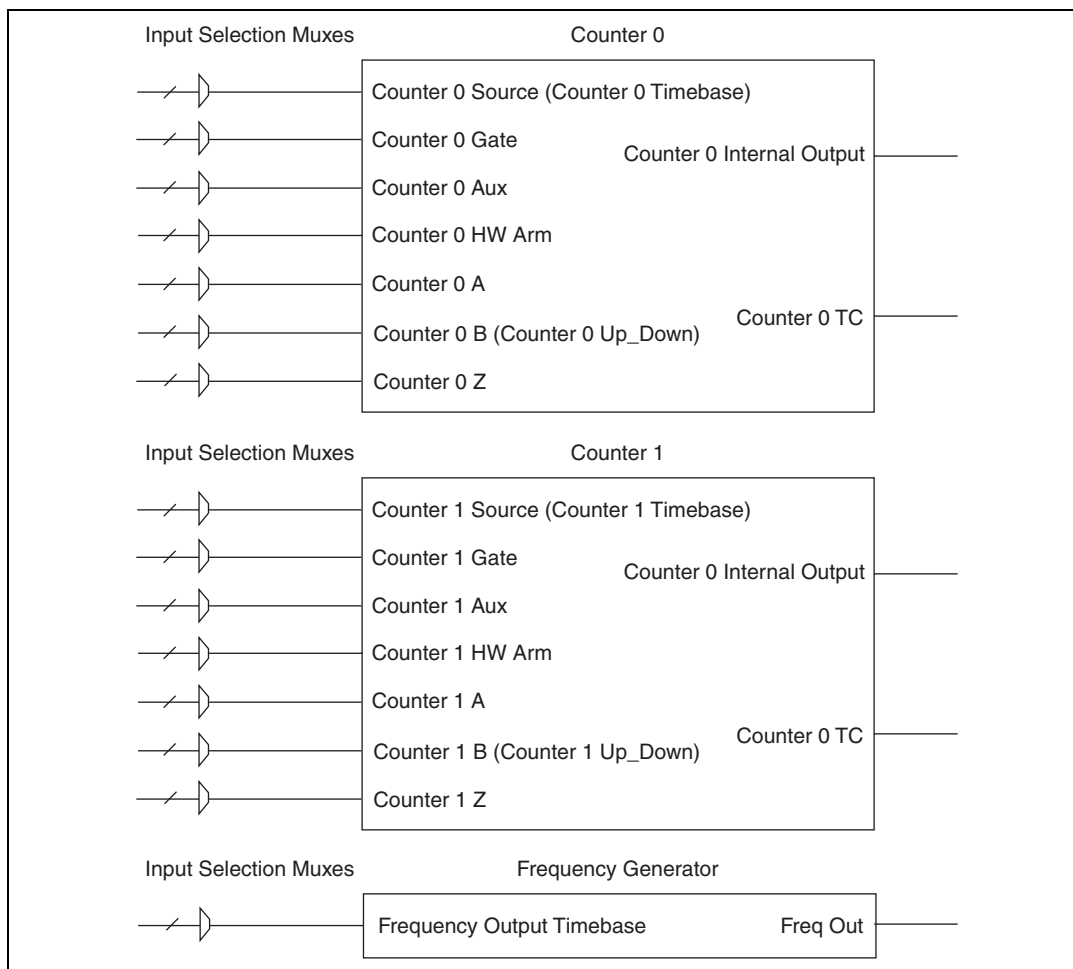 Input Selection Muxes
Counter 0
Counter 0 Source (Counter 0 Timebase)
Counter 0 Gate
Counter 0 Internal Output
Counter 0 Aux
Counter 0 HW Arm
Counter 0 A
Counter 0 TC
Counter 0 B (Counter 0 Up_Down)
Counter 0 Z
Input Selection Muxes
Counter 1
Counter 1 Source (Counter 1 Timebase)
Counter 1 Gate
Counter 0 Internal Output
Counter 1 Aux
Counter 1 HW Arm
Counter 1 A
Counter 0 TC
Counter 1 B (Counter 1 Up_Down)
Counter 1 Z
Input Selection Muxes
Frequency Generator
Frequency Output Timebase
Freq Out